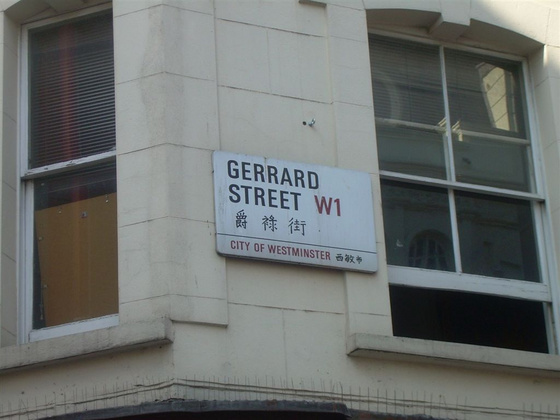 GERRARD
STREET W1
爵祿街
CITY OF WESTMINSTER 西敏市